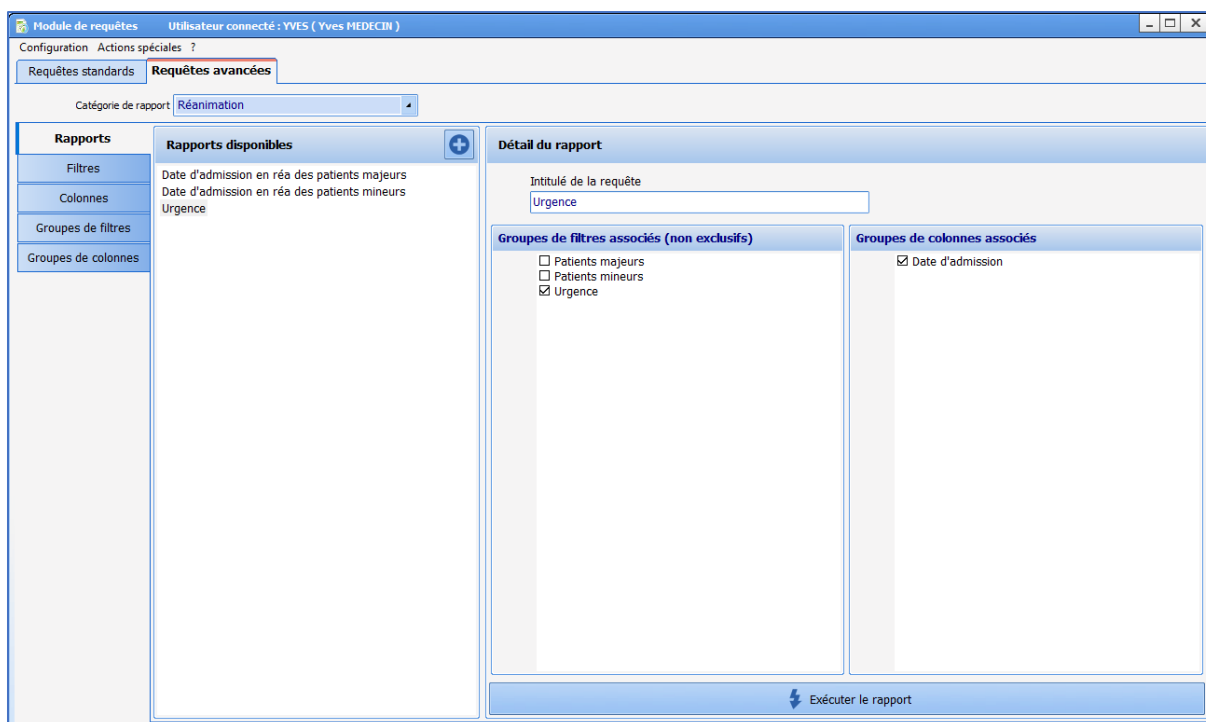 Module de requêtes Utilisateur connecté : YVES ( Yves MEDECIN )
Configuration Actions spéciales ?
Requêtes standards Requêtes avancées
Catégorie de rapport Réanimation
Rapports
Filtres
Colonnes
Groupes de filtres
Groupes de colonnes
Rapports disponibles
Date d'admission en réa des patients majeurs
Date d'admission en réa des patients mineurs
Urgence
Détail du rapport
Intitulé de la requête
Urgence
Groupes de filtres associés (non exclusifs)
Patients majeurs
Patients mineurs
Urgence
Groupes de colonnes associés
Date d'admission
Exécuter le rapport